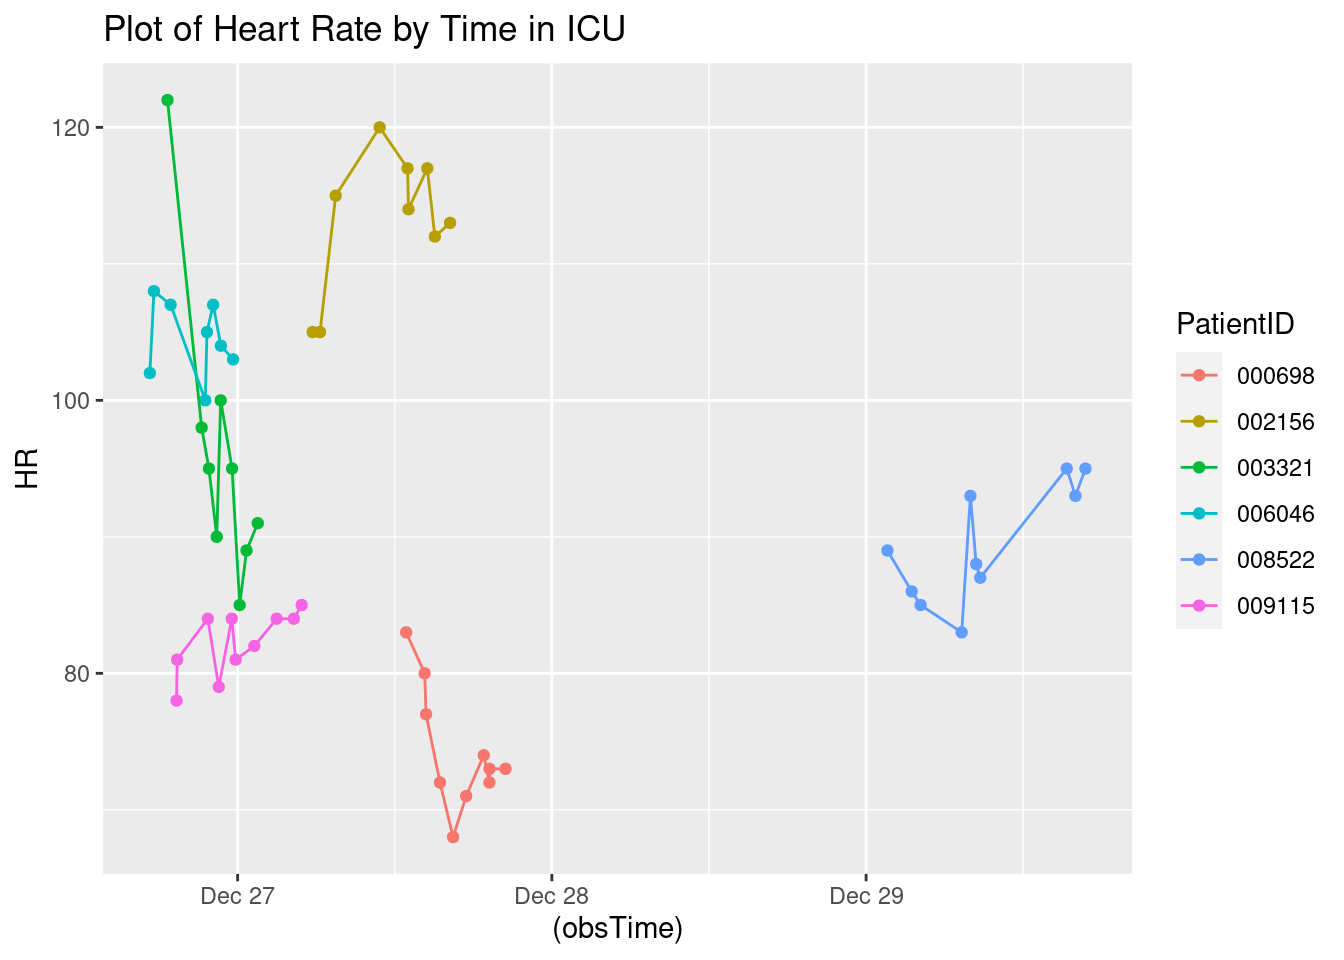 Plot of Heart Rate by Time in ICU
HR
120
100
80
Dec 27
Dec 28
Dec 29
(obsTime)
PatientID
000698
002156
003321
006046
008522
009115